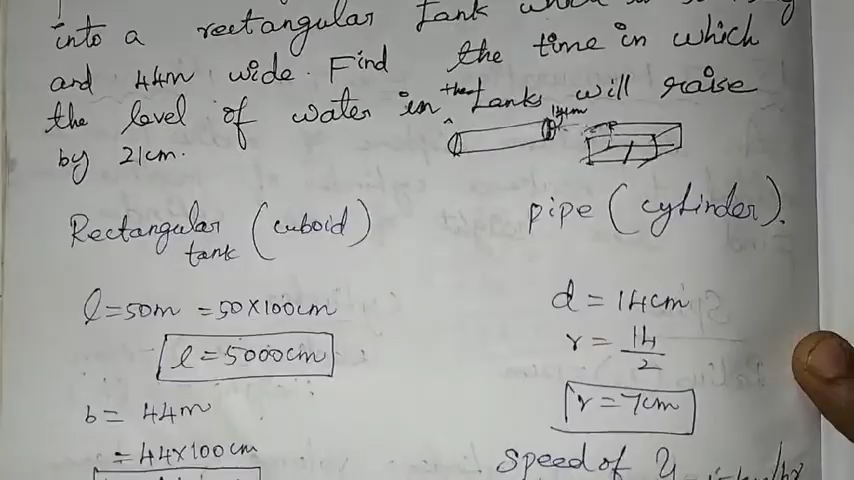 into a rectangular tank
and 44m wide. Find the time in which
the level of water in the tanks will raise
by 21cm.
14cm
Rectangular tank (cuboid)
pipe (cylinder).
l = 50m = 50×100cm
l = 5000cm
b = 44m
= 44×100cm
d = 14cm
r = 14/2
r = 7cm
Speed of